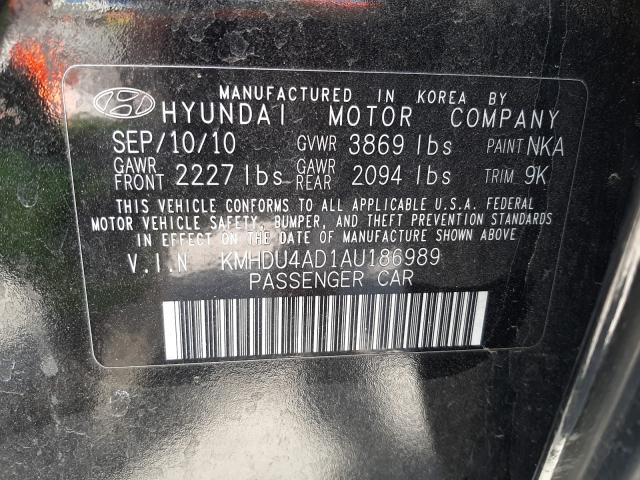 MANUFACTURED IN KOREA BY
HYUNDAI MOTOR COMPANY
SEP/10/10 GVWR 3869 lbs PAINT NKA
GAWR FRONT 2227 lbs GAWR REAR 2094 lbs TRIM 9K
THIS VEHICLE CONFORMS TO ALL APPLICABLE U.S.A. FEDERAL
MOTOR VEHICLE SAFETY, BUMPER, AND THEFT PREVENTION STANDARDS
IN EFFECT ON THE DATE OF MANUFACTURE SHOWN ABOVE.
V.I.N KMHDU4AD1AU186989
PASSENGER CAR